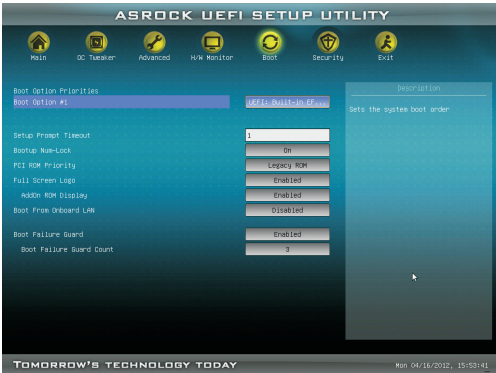 ASROCK UEFI SETUP UTILITY
Main OC Tweaker Advanced H/W Monitor Boot Security Exit
Boot Option Priorities
Boot Option #1 UEFI: Built-in EF...
Setup Prompt Timeout 1
Bootup Num-Lock On
PCI ROM Priority Legacy ROM
Full Screen Logo Enabled
AddOn ROM Display Enabled
Boot From Onboard LAN Disabled
Boot Failure Guard Enabled
Boot Failure Guard Count 3
Description
Sets the system boot order
TOMORROW'S TECHNOLOGY TODAY
Mon 04/16/2012, 15:53:41